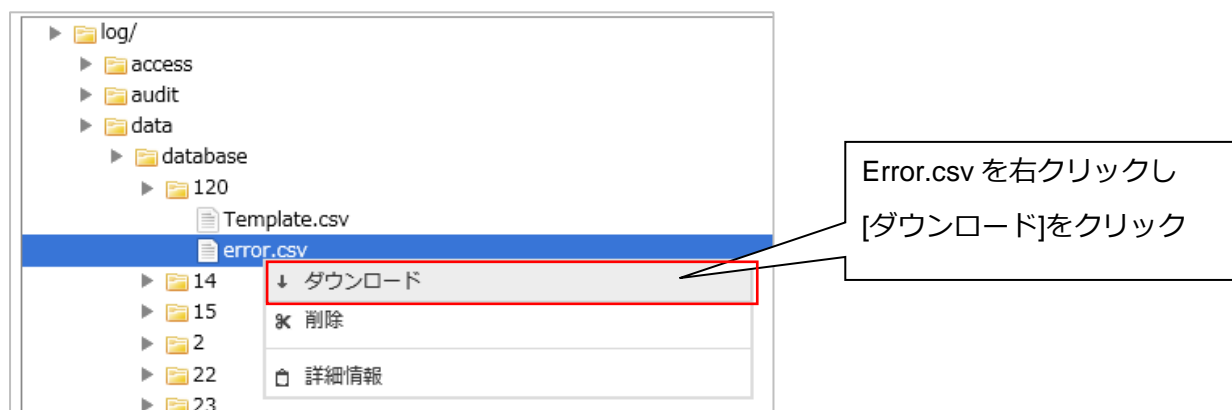 log/
access
audit
data
database
120
Template.csv
error.csv
14
15
2
22
23
ダウンロード
削除
詳細情報
Error.csv を右クリックし
[ダウンロード]をクリック